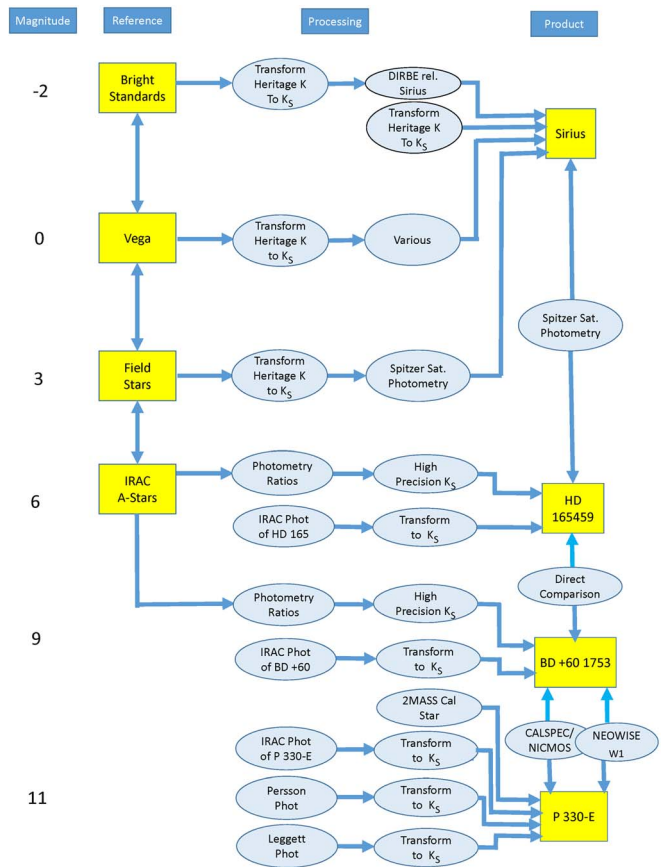 Magnitude Reference Processing Product
-2
Bright
Standards
Transform
Heritage K
To KS
DIRBE rel.
Sirius
Transform
Heritage K
To KS
Sirius
0
Vega
Transform
Heritage K
to KS
Various
Spitzer Sat.
Photometry
3
Field
Stars
Transform
Heritage K
to KS
Spitzer Sat.
Photometry
6
IRAC
A-Stars
Photometry
Ratios
High
Precision KS
IRAC Phot
of HD 165
Transform
to KS
HD
165459
Direct
Comparison
9
Photometry
Ratios
High
Precision KS
IRAC Phot
of BD +60
Transform
to KS
BD +60 1753
2MASS Cal
Star
CALSPEC/
NICMOS
NEOWISE
W1
IRAC Phot
of P 330-E
Transform
to KS
11
Persson
Phot
Transform
to KS
P 330-E
Leggett
Phot
Transform
to KS